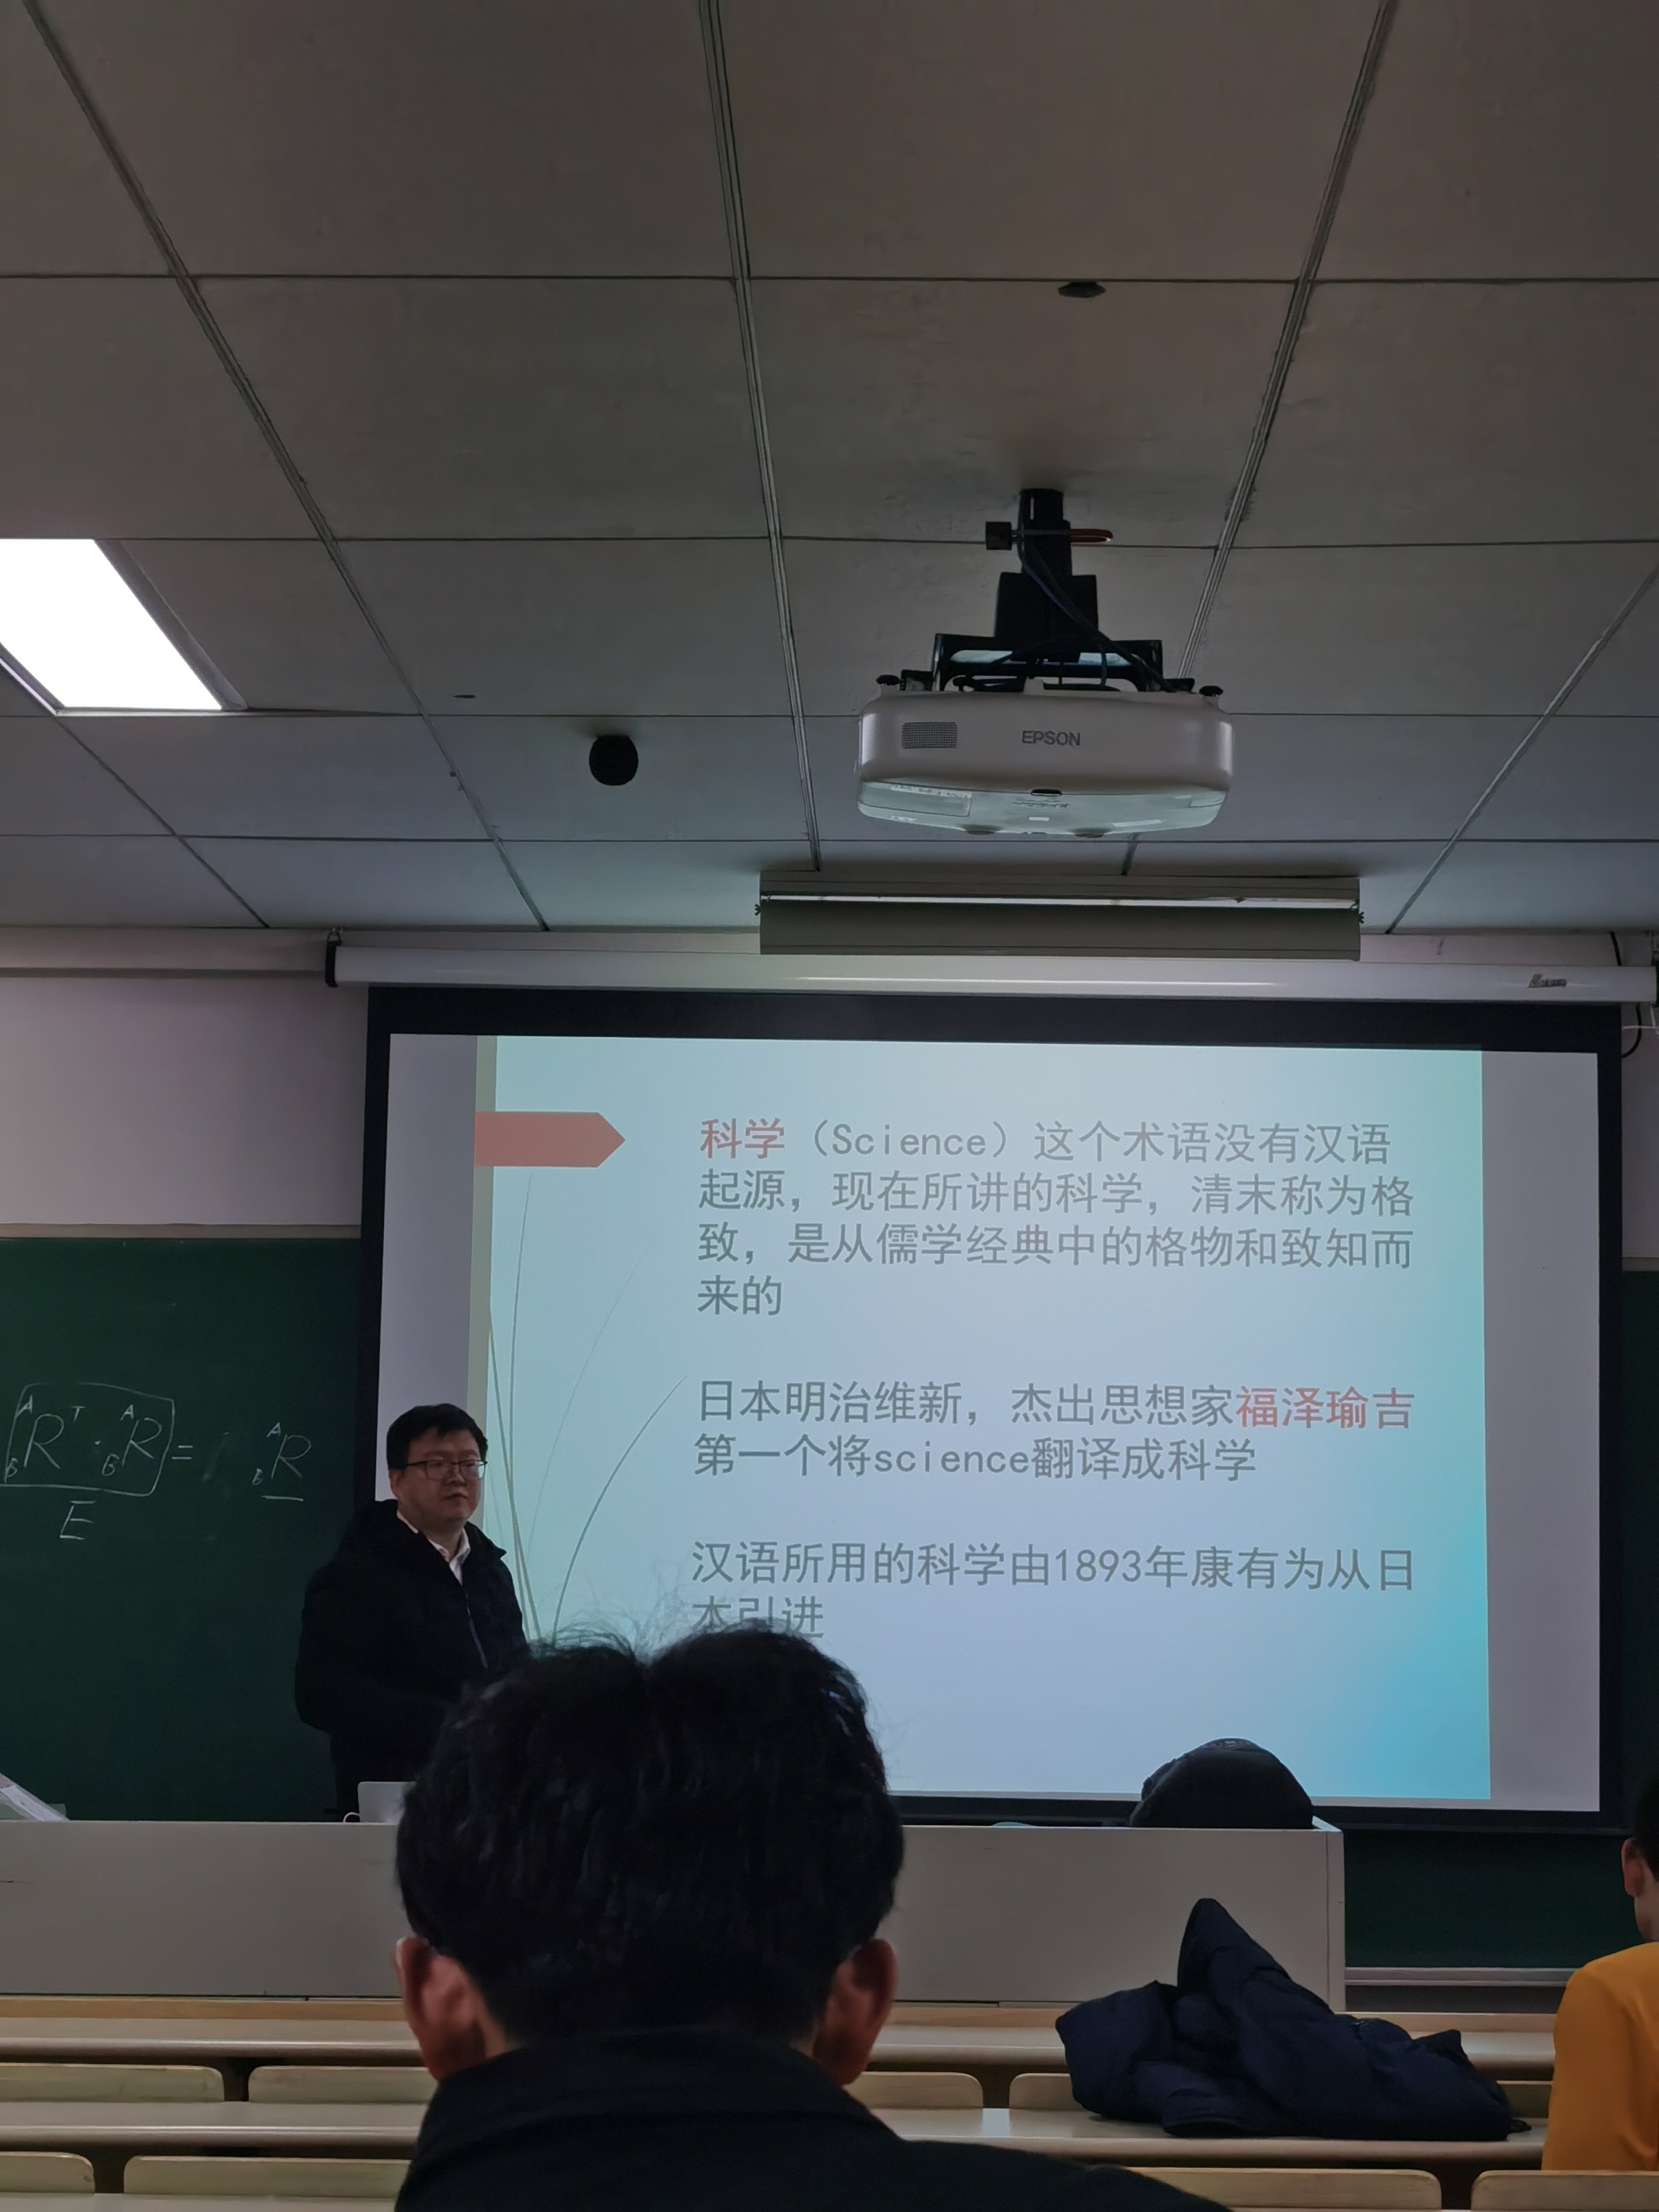 EPSON
科学（Science）这个术语没有汉语
起源，现在所讲的科学，清末称为格
致，是从儒学经典中的格物和致知而
来的
日本明治维新，杰出思想家福泽瑜吉
第一个将science翻译成科学
汉语所用的科学由1893年康有为从日
本引进
A B R T · A B R = A B R
E